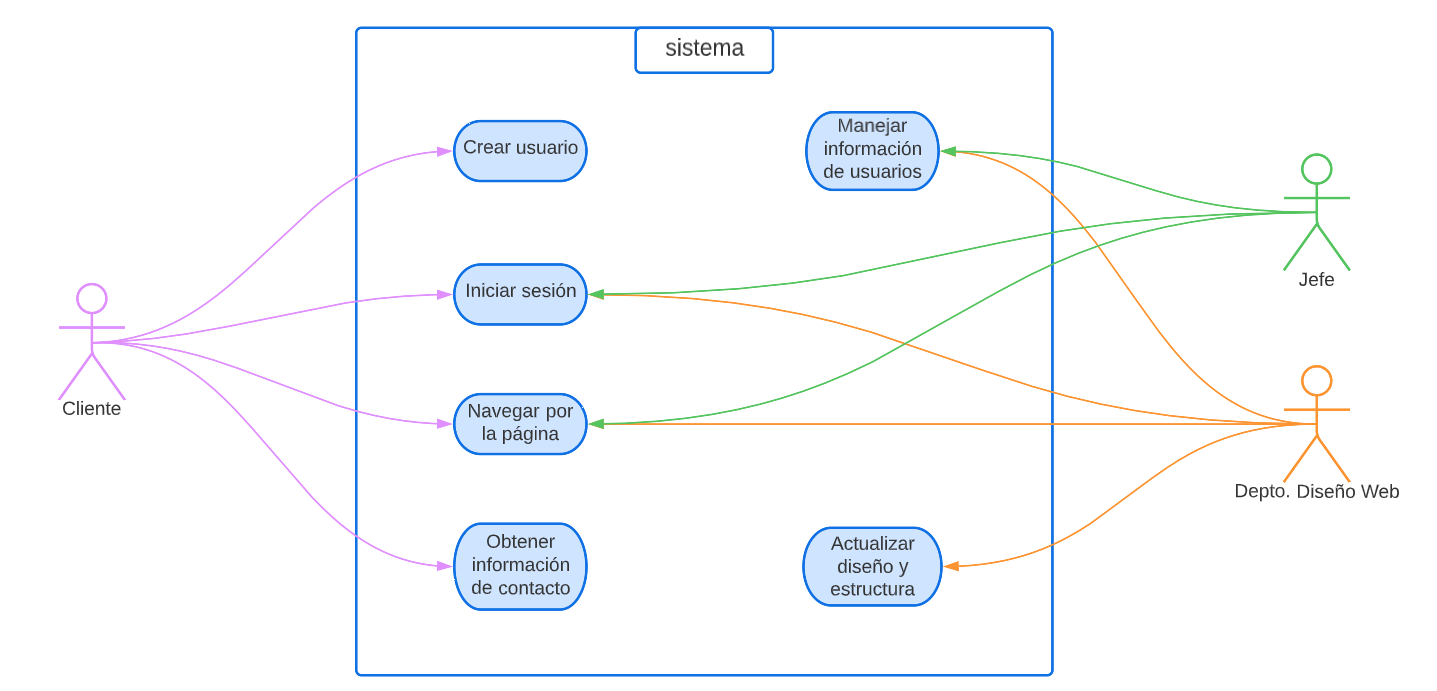 sistema
Crear usuario
Manejar
información
de usuarios
Jefe
Iniciar sesión
Cliente
Navegar por
la página
Depto. Diseño Web
Obtener
información
de contacto
Actualizar
diseño y
estructura